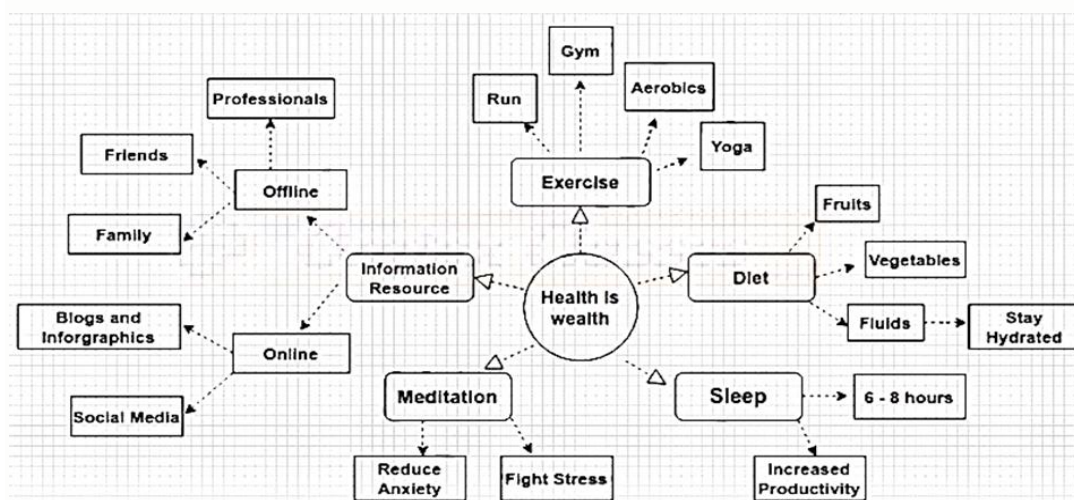 Gym
Professionals
Run
Aerobics
Friends
Yoga
Offline
Exercise
Fruits
Family
Information
Resource
Diet
Vegetables
Health is
wealth
Blogs and
Inforgraphics
Online
Fluids
Stay
Hydrated
Meditation
Sleep
6 - 8 hours
Social Media
Reduce
Anxiety
Fight Stress
Increased
Productivity